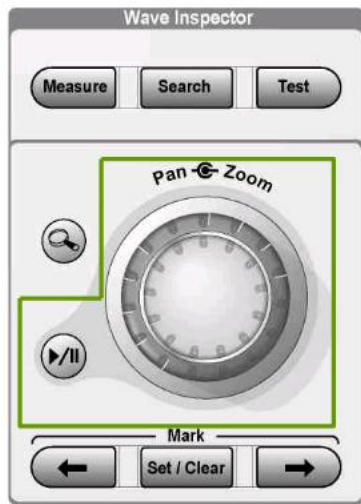 Wave Inspector
Measure Search Test
Pan Zoom
Mark
Set / Clear